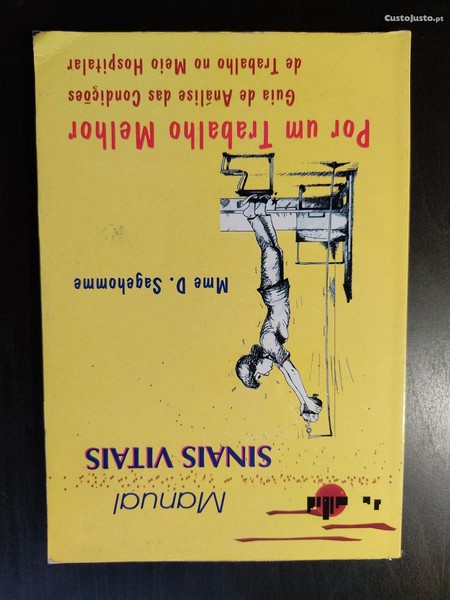 CustoJusto.pt
Manual
SINAIS VITAIS
Mme D. Sagehomme
Por um Trabalho Melhor
Guia de Análise das Condições
de Trabalho no Meio Hospitalar